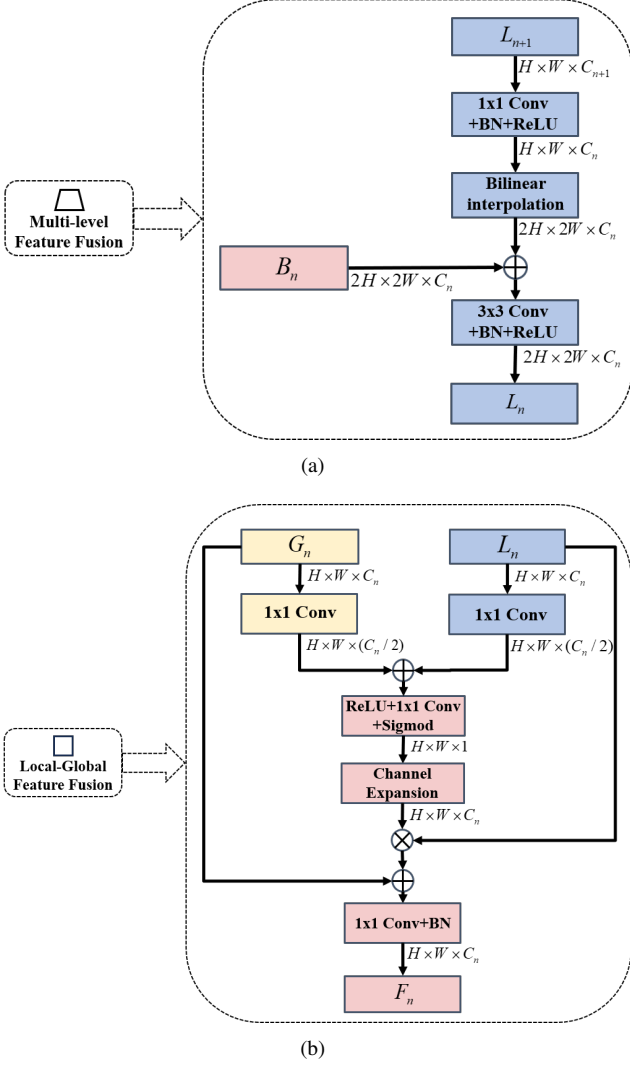 L_{n+1}
H×W×C_{n+1}
1x1 Conv
+BN+ReLU
H×W×C_n
Bilinear
interpolation
2H×2W×C_n
Multi-level
Feature Fusion
B_n
2H×2W×C_n
3x3 Conv
+BN+ReLU
2H×2W×C_n
L_n
(a)
G_n
L_n
H×W×C_n
H×W×C_n
1x1 Conv
1x1 Conv
H×W×(C_n/2)
H×W×(C_n/2)
ReLU+1x1 Conv
+Sigmod
H×W×1
Local-Global
Feature Fusion
Channel
Expansion
H×W×C_n
1x1 Conv+BN
H×W×C_n
F_n
(b)